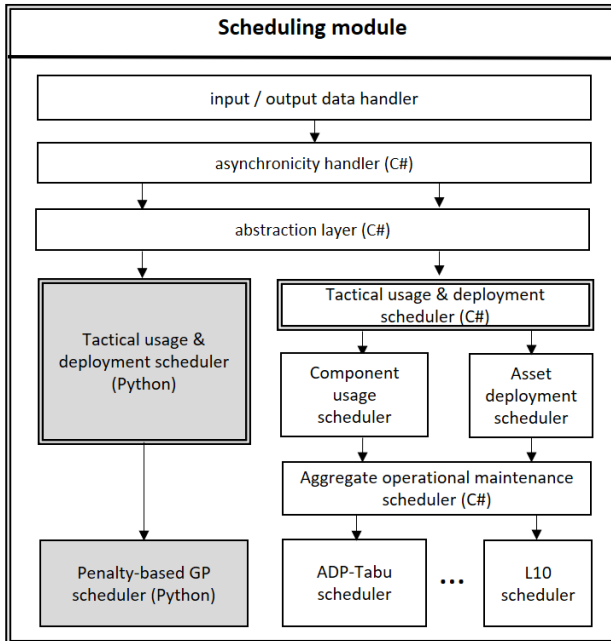 Scheduling module
input / output data handler
asynchronicity handler (C#)
abstraction layer (C#)
Tactical usage &
deployment scheduler
(Python)
Tactical usage & deployment
scheduler (C#)
Component
usage
scheduler
Asset
deployment
scheduler
Aggregate operational maintenance
scheduler (C#)
Penalty-based GP
scheduler (Python)
ADP-Tabu
scheduler
...
L10
scheduler